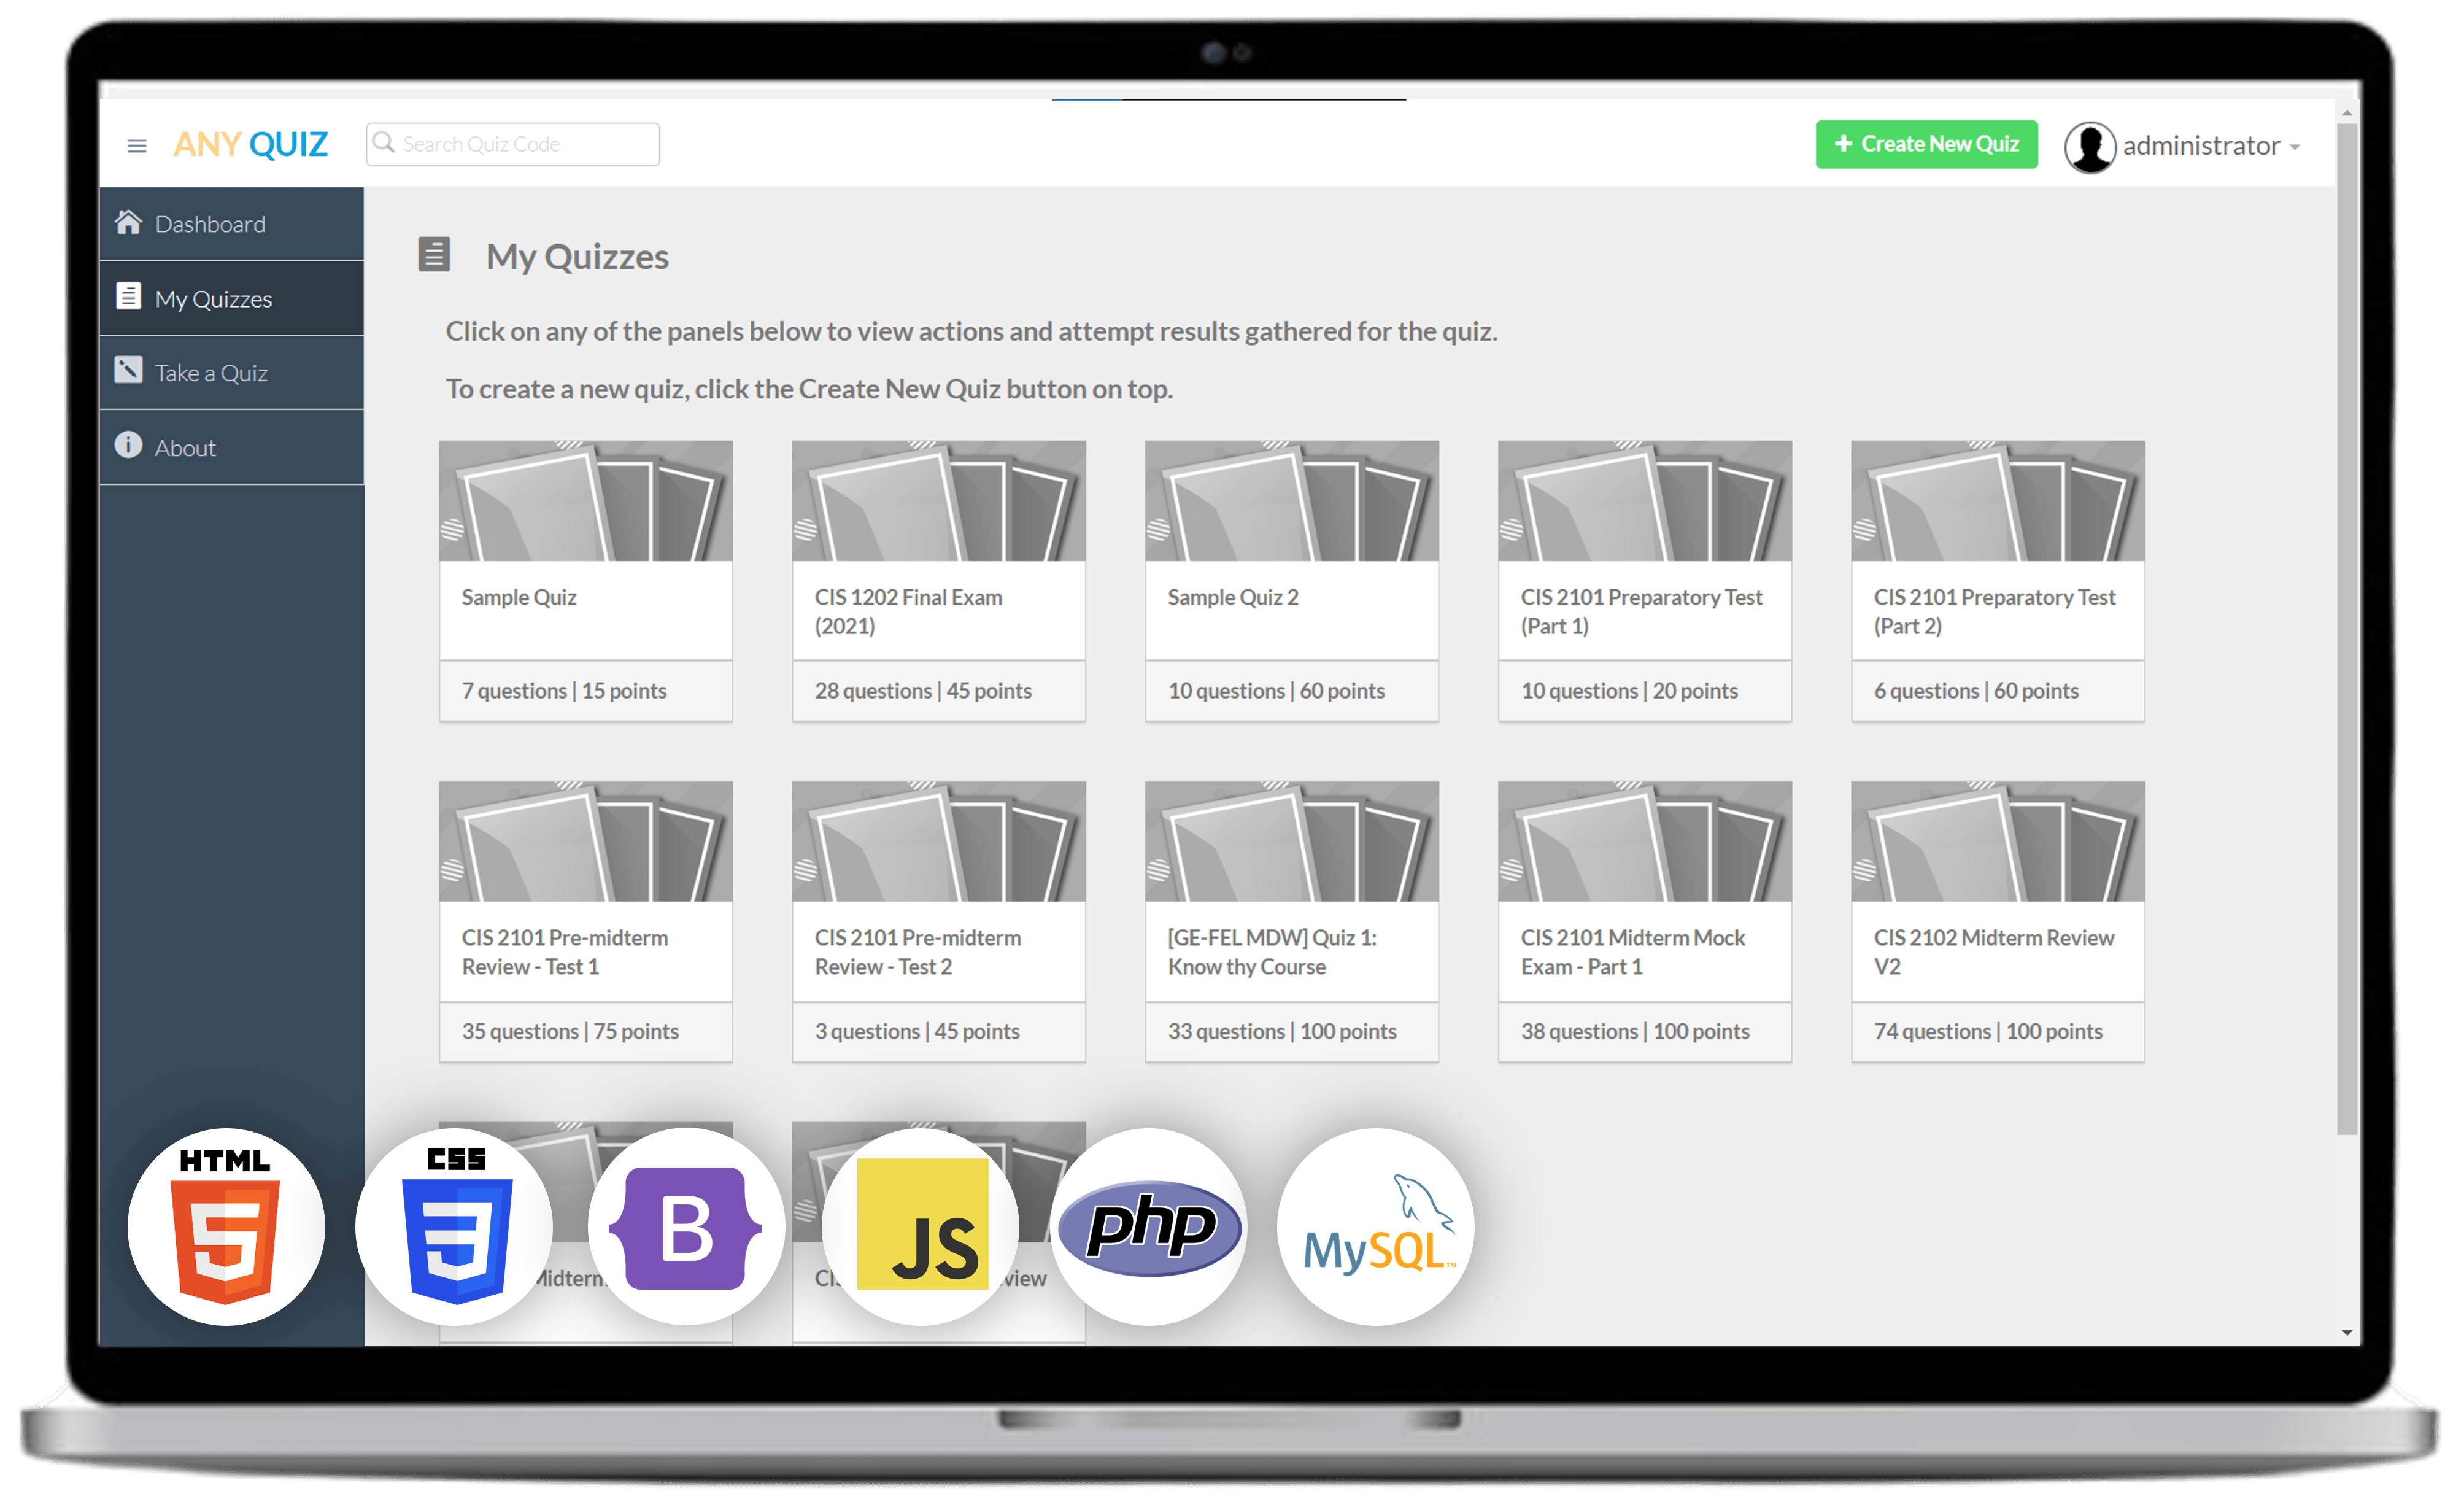 ANY QUIZ
Search Quiz Code
Create New Quiz
administrator
Dashboard
My Quizzes
Take a Quiz
About
My Quizzes
Click on any of the panels below to view actions and attempt results gathered for the quiz.
To create a new quiz, click the Create New Quiz button on top.
Sample Quiz
7 questions | 15 points
CIS 1202 Final Exam
(2021)
28 questions | 45 points
Sample Quiz 2
10 questions | 60 points
CIS 2101 Preparatory Test
(Part 1)
10 questions | 20 points
CIS 2101 Preparatory Test
(Part 2)
6 questions | 60 points
CIS 2101 Pre-midterm
Review - Test 1
35 questions | 75 points
CIS 2101 Pre-midterm
Review - Test 2
3 questions | 45 points
[GE-FEL MDW] Quiz 1:
Know thy Course
33 questions | 100 points
CIS 2101 Midterm Mock
Exam - Part 1
38 questions | 100 points
CIS 2102 Midterm Review
V2
74 questions | 100 points
HTML
5
CSS
3
B
JS
php
MySQL™